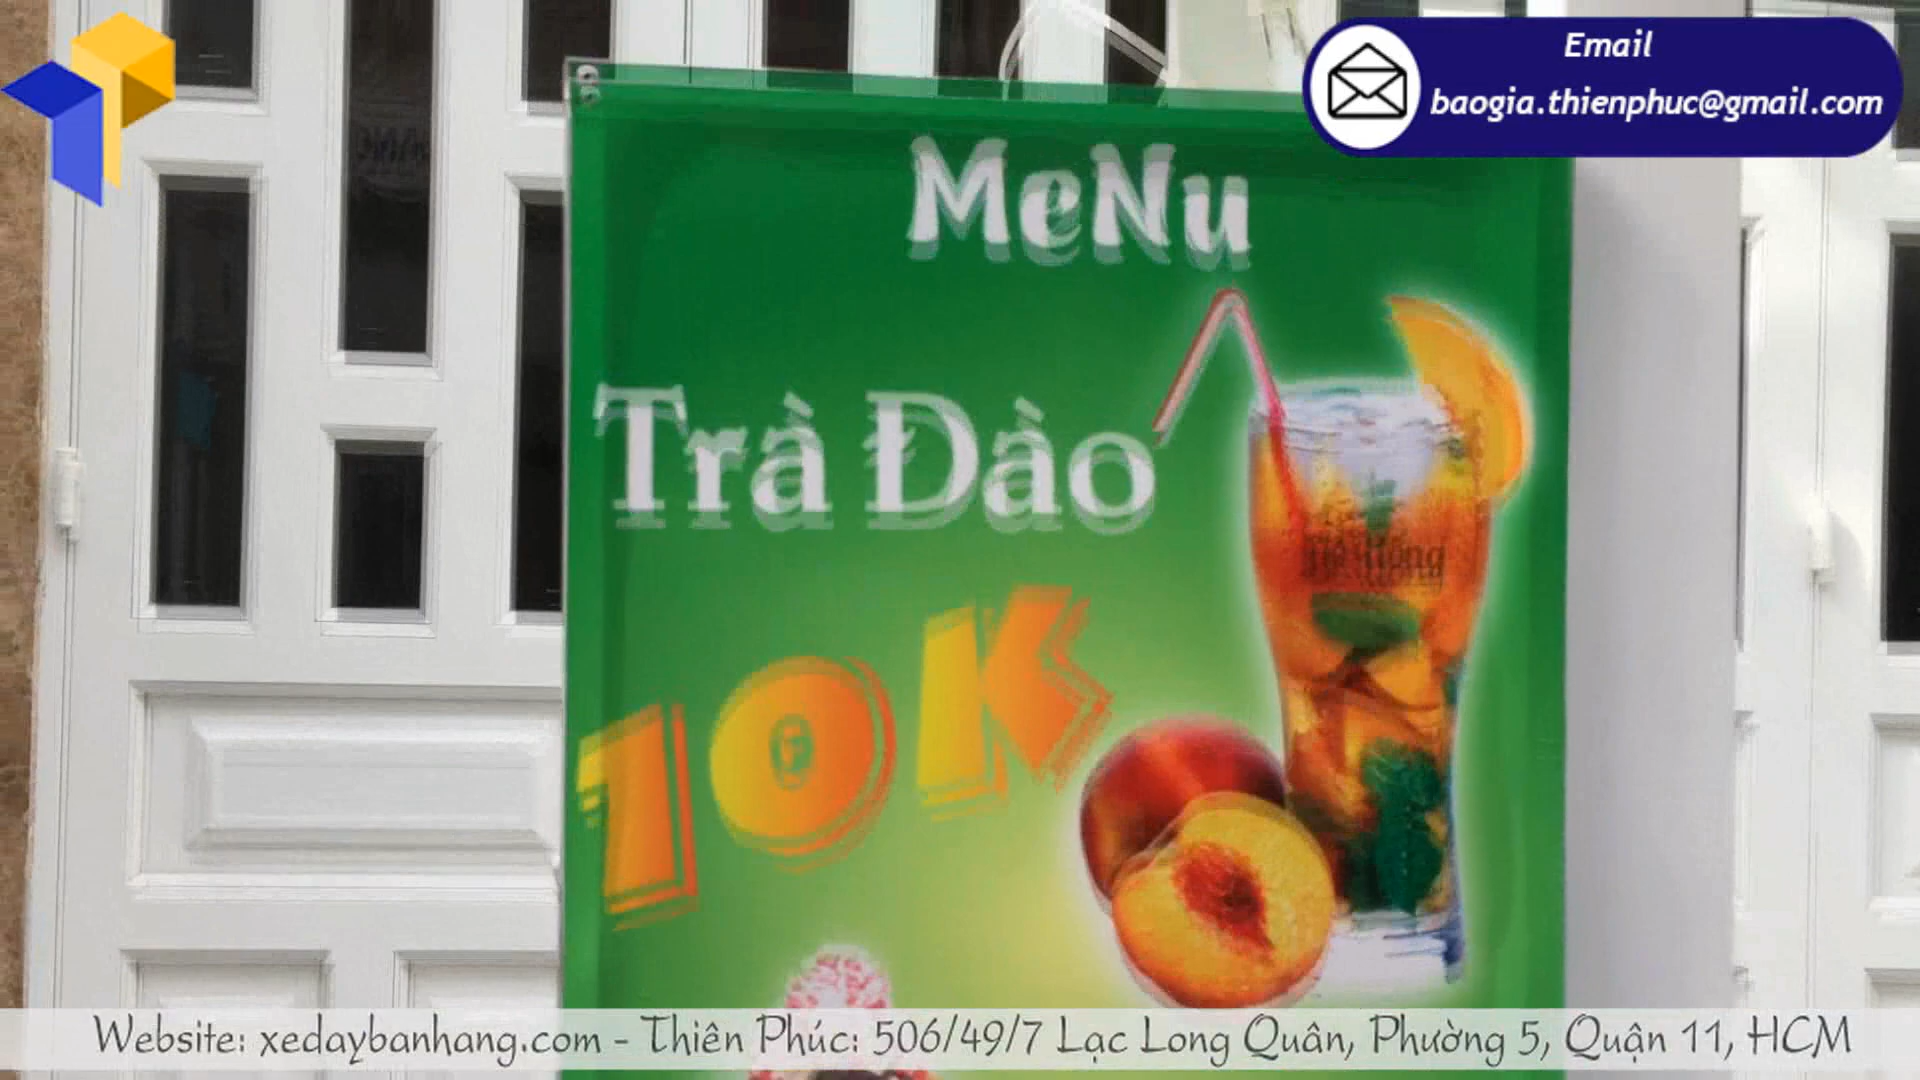 Email
baogia.thienphuc@gmail.com
MeNu
Trà Đào
10K
Website: xedaybanhang.com - Thiên Phúc: 506/49/7 Lạc Long Quân, Phường 5, Quận 11, HCM